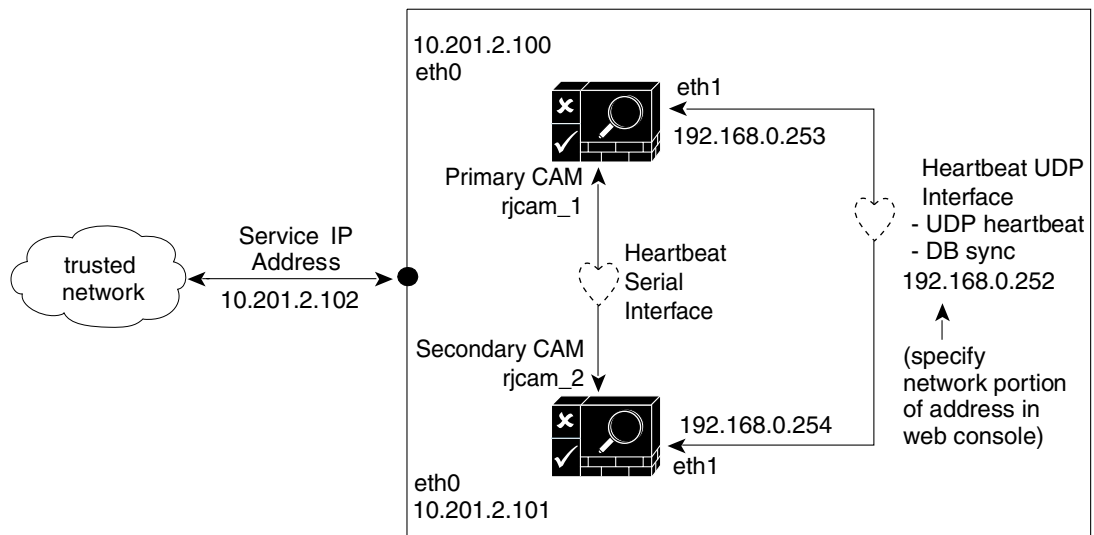 10.201.2.100
eth0
eth1
192.168.0.253
Primary CAM
rjcam_1
Heartbeat UDP
Interface
- UDP heartbeat
- DB sync
192.168.0.252
Service IP
Address
10.201.2.102
trusted
network
Heartbeat
Serial
Interface
Secondary CAM
rjcam_2
(specify
network portion
of address in
web console)
192.168.0.254
eth1
eth0
10.201.2.101